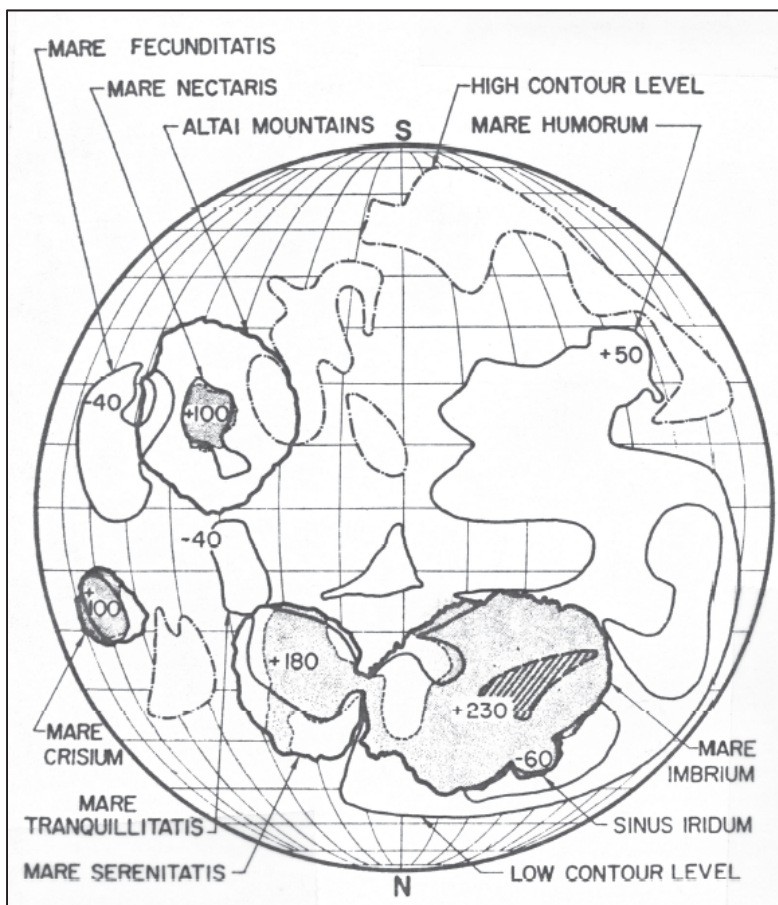 MARE FECUNDITATIS
MARE NECTARIS
ALTAI MOUNTAINS
S
HIGH CONTOUR LEVEL
MARE HUMORUM
+50
-40
+100
-40
+100
+180
+230
-60
MARE
CRISIUM
MARE
IMBRIUM
MARE
TRANQUILLITATIS
SINUS IRIDUM
MARE SERENITATIS
LOW CONTOUR LEVEL
N